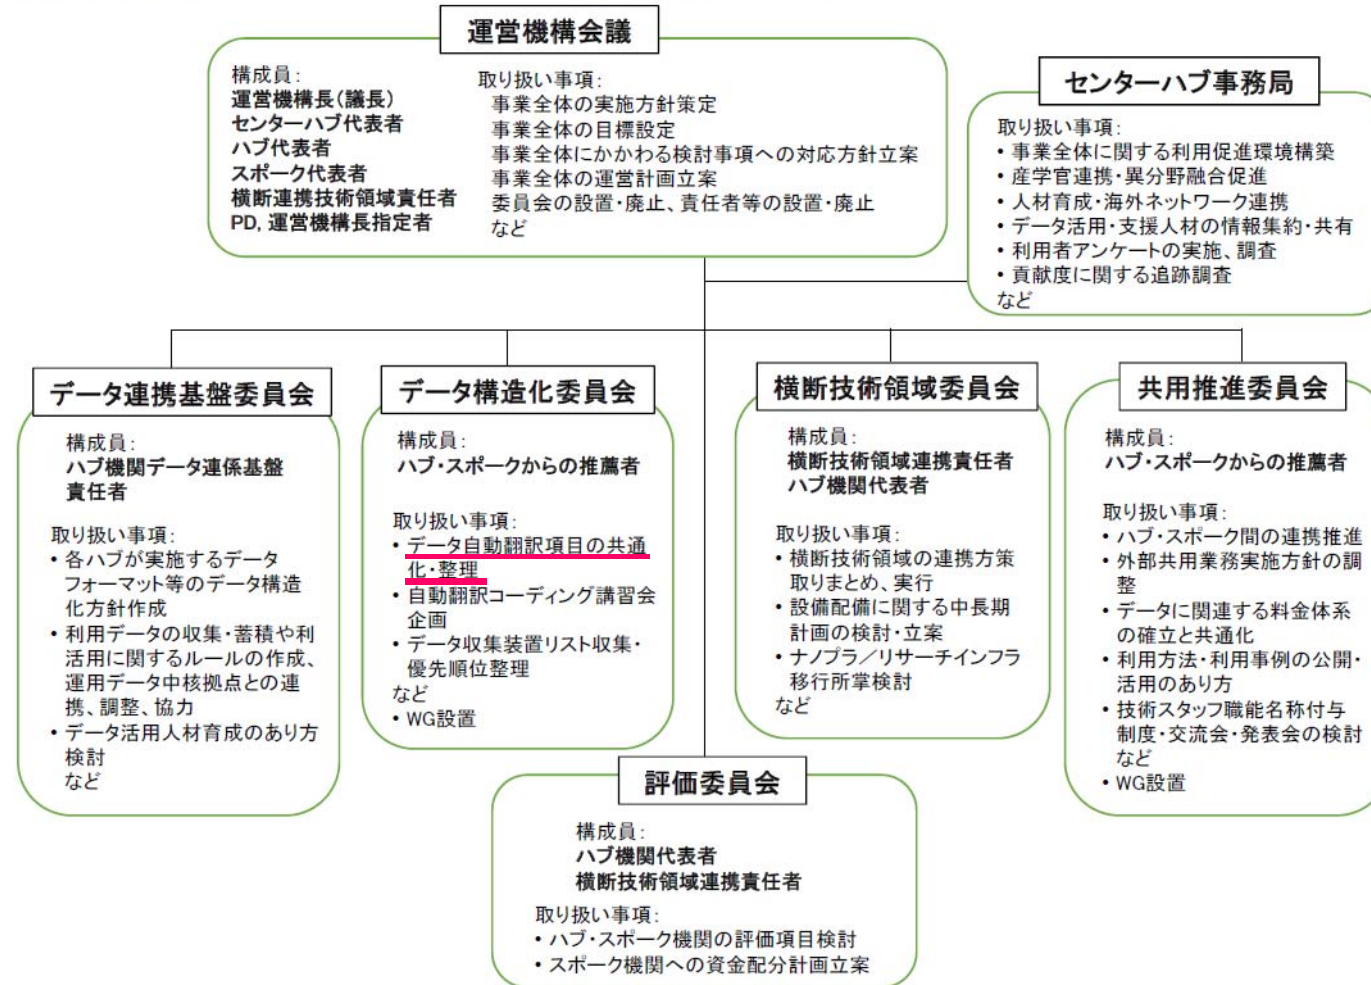 運営機構会議
構成員：
運営機構長(議長)
センターハブ代表者
ハブ代表者
スポーク代表者
横断連携技術領域責任者
PD, 運営機構長指定者
取り扱い事項：
事業全体の実施方針策定
事業全体の目標設定
事業全体にかかわる検討事項への対応方針立案
事業全体の運営計画立案
委員会の設置・廃止、責任者等の設置・廃止
など
センターハブ事務局
取り扱い事項：
• 事業全体に関する利用促進環境構築
• 産学官連携・異分野融合促進
• 人材育成・海外ネットワーク連携
• データ活用・支援人材の情報集約・共有
• 利用者アンケートの実施、調査
• 貢献度に関する追跡調査
など
データ連携基盤委員会
構成員：
ハブ機関データ連係基盤
責任者
取り扱い事項：
• 各ハブが実施するデータ
フォーマット等のデータ構造
化方針作成
• 利用データの収集・蓄積や利
活用に関するルールの作成、
運用データ中核拠点との連
携、調整、協力
• データ活用人材育成のあり方
検討
など
データ構造化委員会
構成員：
ハブ・スポークからの推薦者
取り扱い事項：
• データ自動翻訳項目の共通
化・整理
• 自動翻訳コーディング講習会
企画
• データ収集装置リスト収集・
優先順位整理
など
• WG設置
横断技術領域委員会
構成員：
横断技術領域連携責任者
ハブ機関代表者
取り扱い事項：
• 横断技術領域の連携方策
取りまとめ、実行
• 設備配備に関する中長期
計画の検討・立案
• ナノプラ／リサーチインフラ
移行所掌検討
など
共用推進委員会
構成員：
ハブ・スポークからの推薦者
取り扱い事項：
• ハブ・スポーク間の連携推進
• 外部共用業務実施方針の調
整
• データに関連する料金体系
の確立と共通化
• 利用方法・利用事例の公開・
活用のあり方
• 技術スタッフ職能名称付与
制度・交流会・発表会の検討
など
• WG設置
評価委員会
構成員：
ハブ機関代表者
横断技術領域連携責任者
取り扱い事項：
• ハブ・スポーク機関の評価項目検討
• スポーク機関への資金配分計画立案